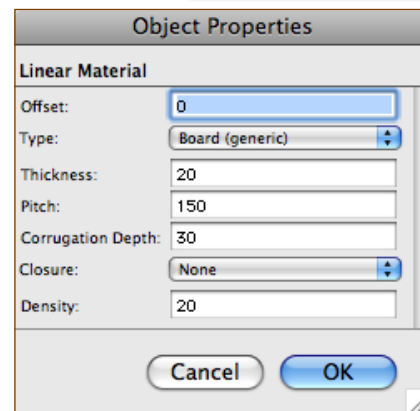 Object Properties
Linear Material
Offset: 0
Type: Board (generic)
Thickness: 20
Pitch: 150
Corrugation Depth: 30
Closure: None
Density: 20
Cancel OK